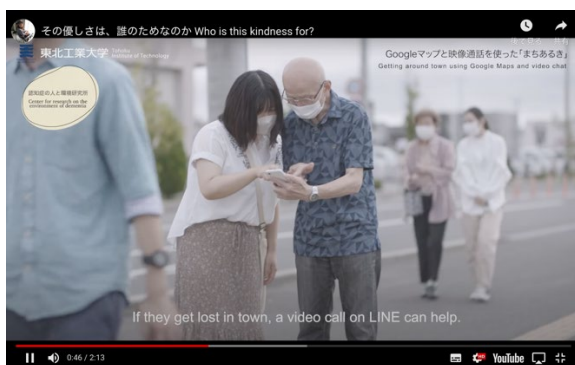 その優しさは、誰のためなのか Who is this kindness for?
東北工業大学 Tohoku Institute of Technology
Googleマップと映像通話を使った「まちあるき」
Getting around town using Google Maps and video chat
認知症の人と環境研究所
Center for research on the
environment of dementia
If they get lost in town, a video call on LINE can help.
0:46 / 2:13
YouTube